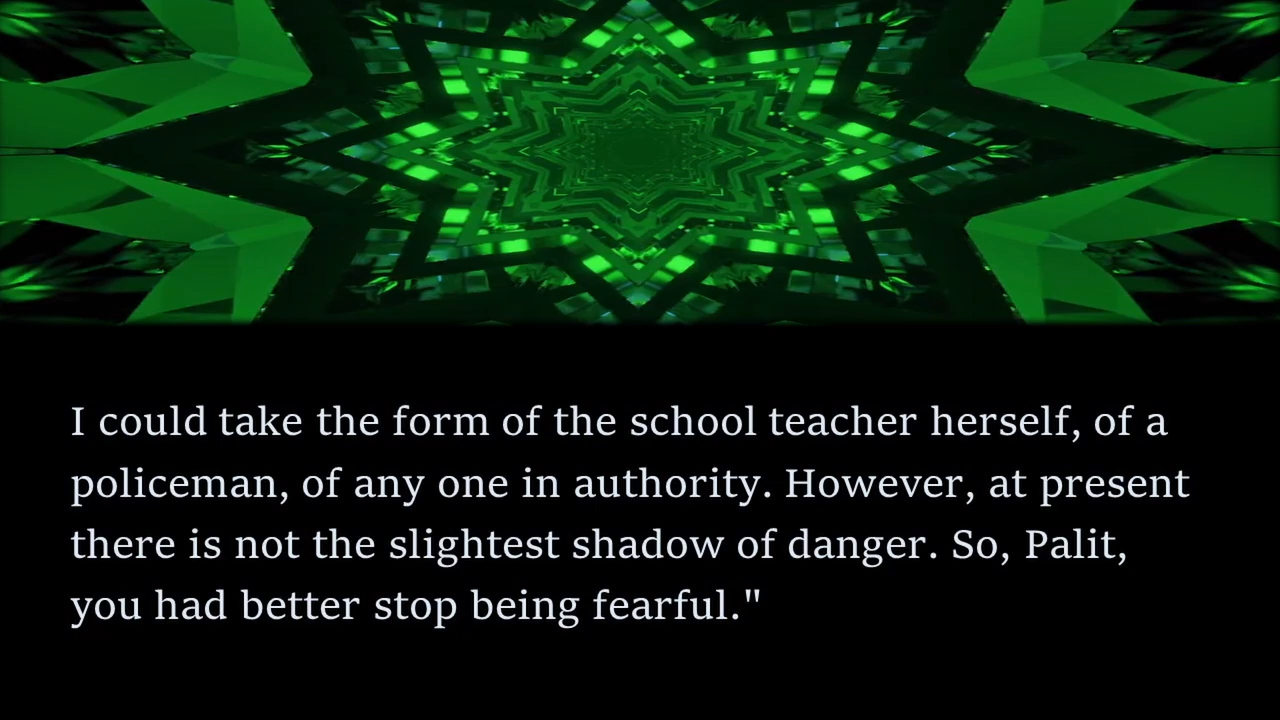 I could take the form of the school teacher herself, of a
policeman, of any one in authority. However, at present
there is not the slightest shadow of danger. So, Palit,
you had better stop being fearful."